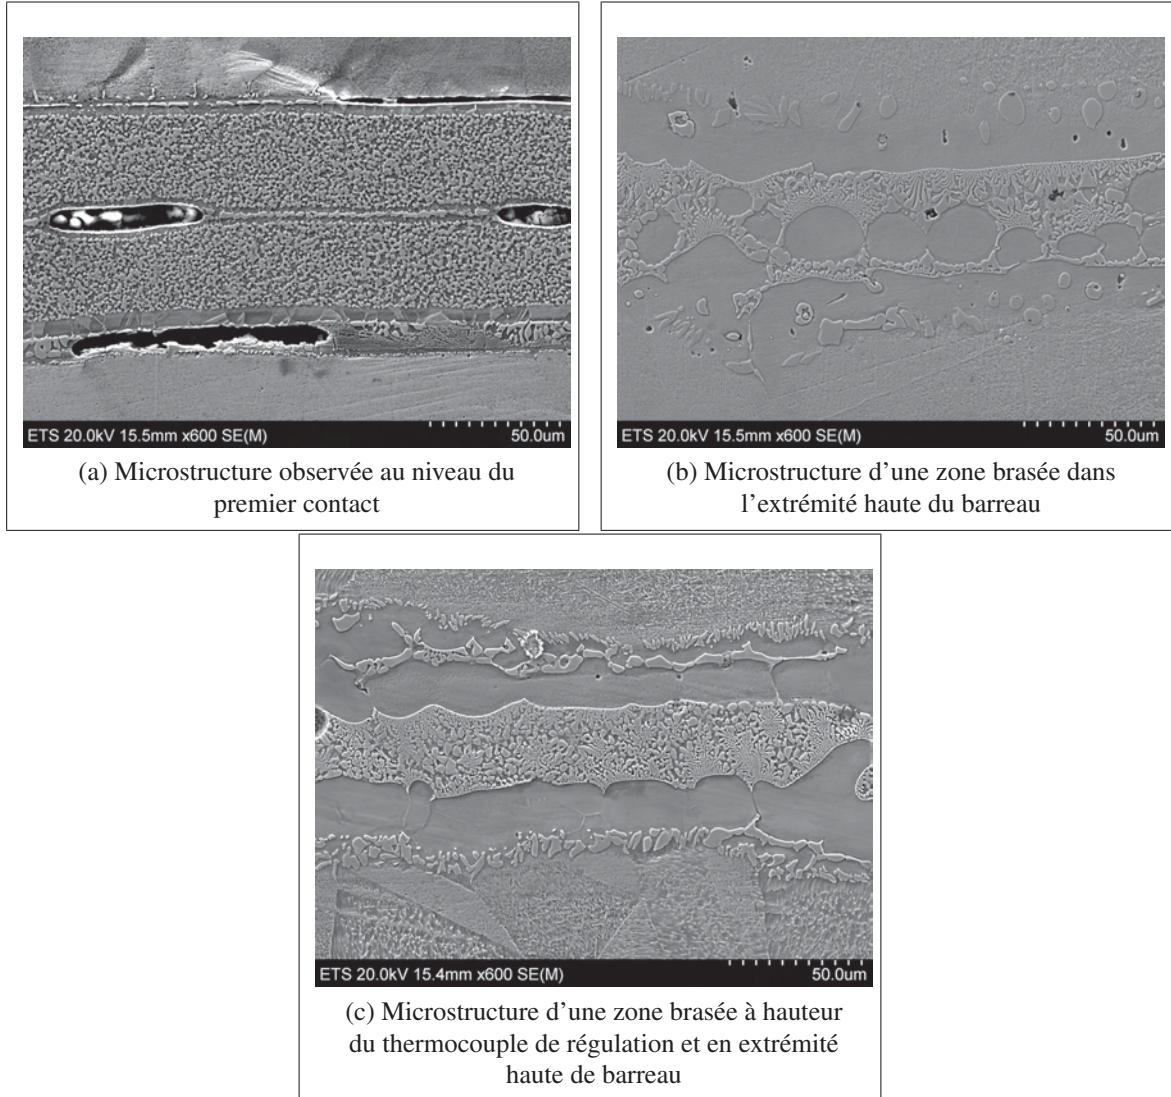 ETS 20.0kV 15.5mm x600 SE(M) 50.0um
(a) Microstructure observée au niveau du
premier contact
ETS 20.0kV 15.5mm x600 SE(M) 50.0um
(b) Microstructure d'une zone brasée dans
l'extrémité haute du barreau
ETS 20.0kV 15.4mm x600 SE(M) 50.0um
(c) Microstructure d'une zone brasée à hauteur
du thermocouple de régulation et en extrémité
haute de barreau